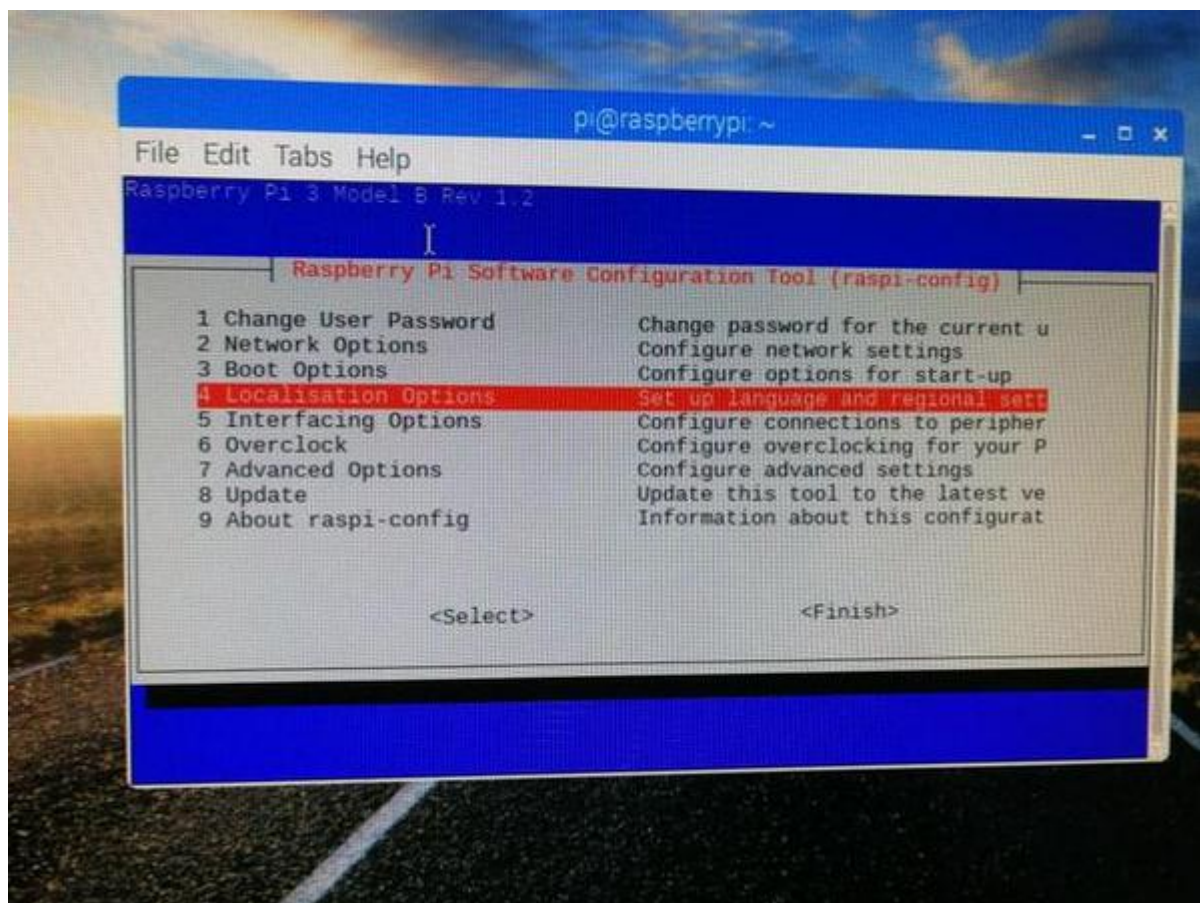 pi@raspberrypi: ~
File Edit Tabs Help
Raspberry Pi 3 Model B Rev 1.2
Raspberry Pi Software Configuration Tool (raspi-config)
1 Change User Password Change password for the current u
2 Network Options Configure network settings
3 Boot Options Configure options for start-up
4 Localisation Options Set up language and regional sett
5 Interfacing Options Configure connections to peripher
6 Overclock Configure overclocking for your P
7 Advanced Options Configure advanced settings
8 Update Update this tool to the latest ve
9 About raspi-config Information about this configurat
<Select> <Finish>